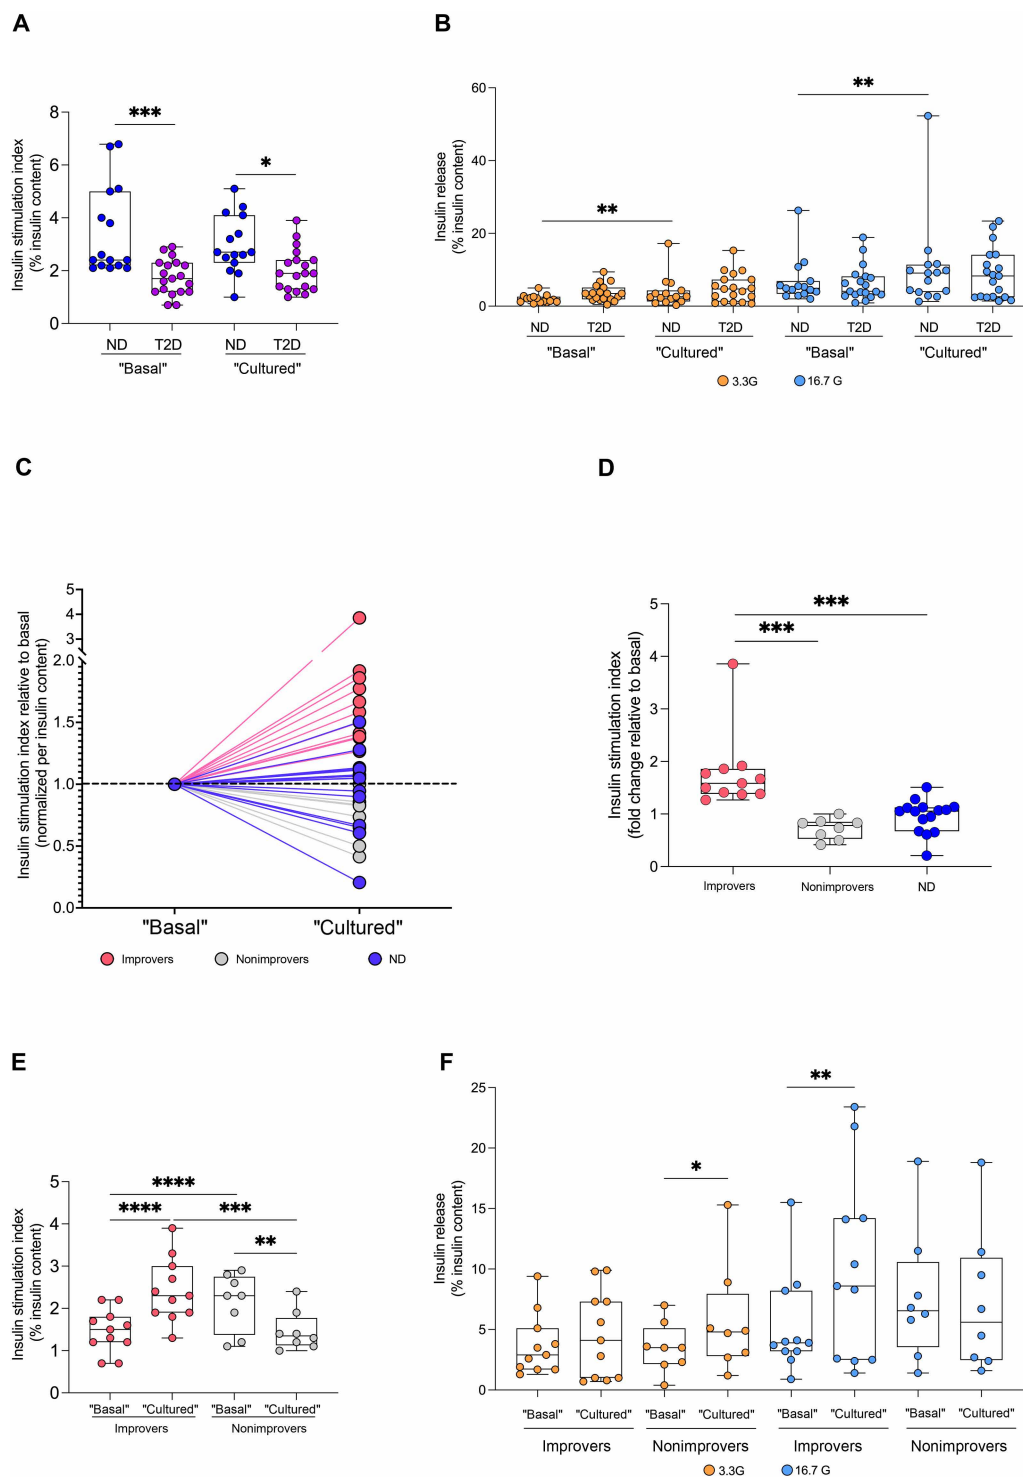 A
B
Insulin stimulation index
(% insulin content)
8
6
4
2
0
***
*
ND
T2D
ND
T2D
"Basal"
"Cultured"
Insulin release
(% insulin content)
60
40
20
0
**
**
ND
T2D
ND
T2D
ND
T2D
ND
T2D
"Basal"
"Cultured"
"Basal"
"Cultured"
3.3G
16.7 G
C
D
Insulin stimulation index relative to basal
(normalized per insulin content)
5
4
3
2.0
1.5
1.0
0.5
0.0
"Basal"
"Cultured"
Improvers
Nonimprovers
ND
Insulin stimulation index
(fold change relative to basal)
5
4
3
2
1
0
***
***
Improvers
Nonimprovers
ND
E
F
Insulin stimulation index
(% insulin content)
5
4
3
2
1
0
****
****
***
**
"Basal"
"Cultured"
"Basal"
"Cultured"
Improvers
Nonimprovers
Insulin release
(% insulin content)
25
20
15
10
5
0
*
**
"Basal"
"Cultured"
"Basal"
"Cultured"
"Basal"
"Cultured"
"Basal"
"Cultured"
Improvers
Nonimprovers
Improvers
Nonimprovers
3.3G
16.7 G